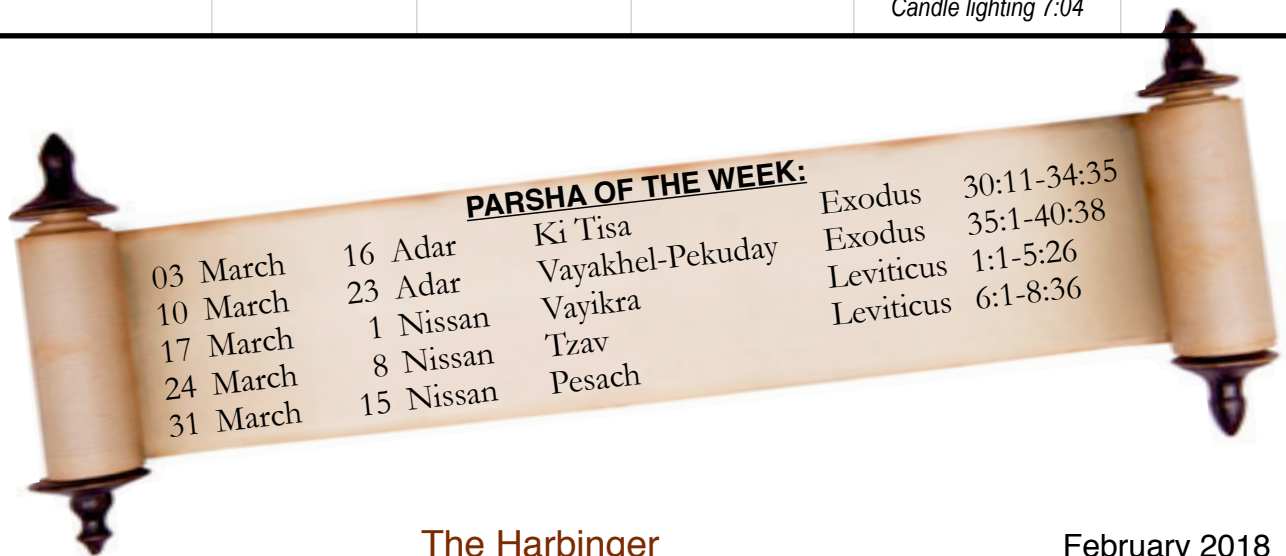 Candle lighting 7:04
PARSHA OF THE WEEK:
03 March 16 Adar Ki Tisa Exodus 30:11-34:35
10 March 23 Adar Vayakhel-Pekuday Exodus 35:1-40:38
17 March 1 Nissan Vayikra Leviticus 1:1-5:26
24 March 8 Nissan Tzav Leviticus 6:1-8:36
31 March 15 Nissan Pesach
The Harbinger February 2018